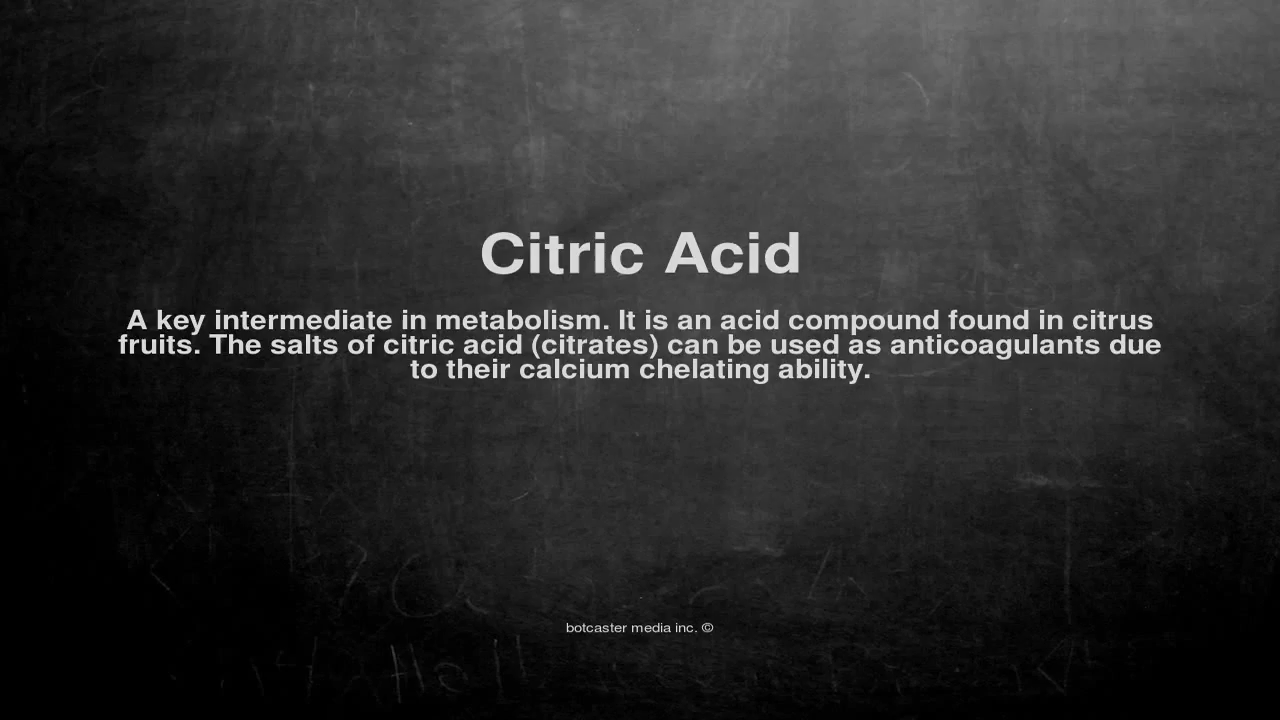 Citric Acid
A key intermediate in metabolism. It is an acid compound found in citrus
fruits. The salts of citric acid (citrates) can be used as anticoagulants due
to their calcium chelating ability.
botcaster media inc. ©